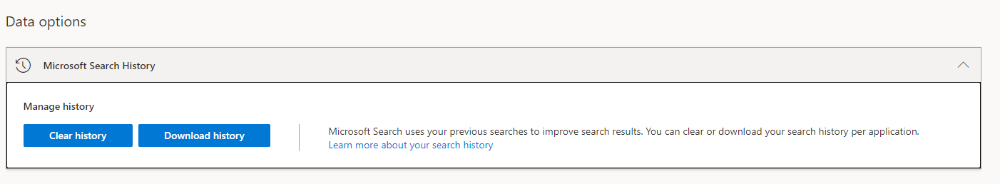 Data options
Microsoft Search History
Manage history
Clear history
Download history
Microsoft Search uses your previous searches to improve search results. You can clear or download your search history per application.
Learn more about your search history